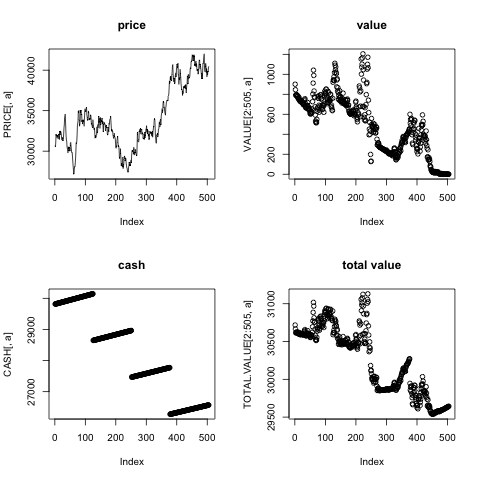 price
PRICE[, a]
30000 35000 40000
0 100 200 300 400 500
Index
value
VALUE[2:505, a]
0 200 600 1000
0 100 200 300 400 500
Index
cash
CASH[, a]
27000 29000
0 100 200 300 400 500
Index
total value
TOTAL.VALUE[2:505, a]
29500 30000 30500 31000
0 100 200 300 400 500
Index